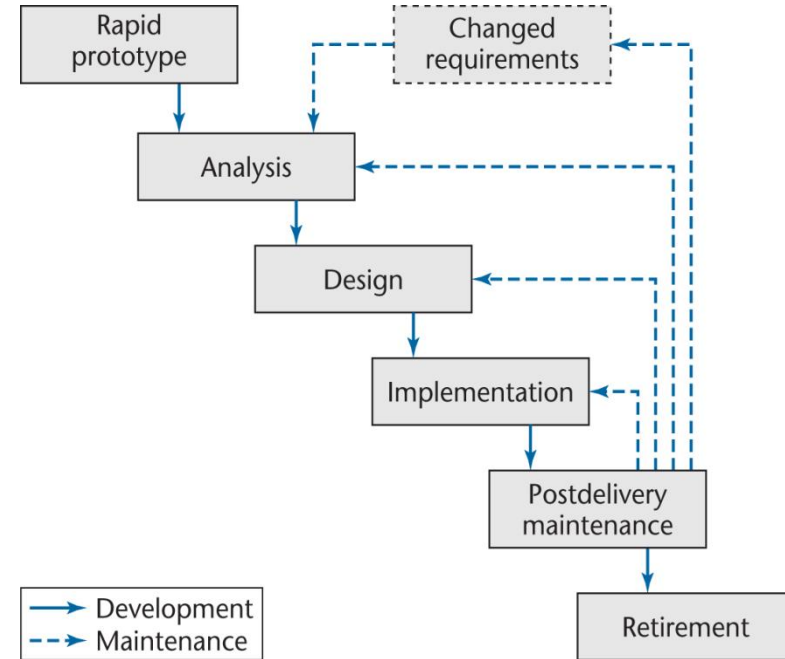 Rapid
prototype
Changed
requirements
Analysis
Design
Implementation
Postdelivery
maintenance
Development
Maintenance
Retirement